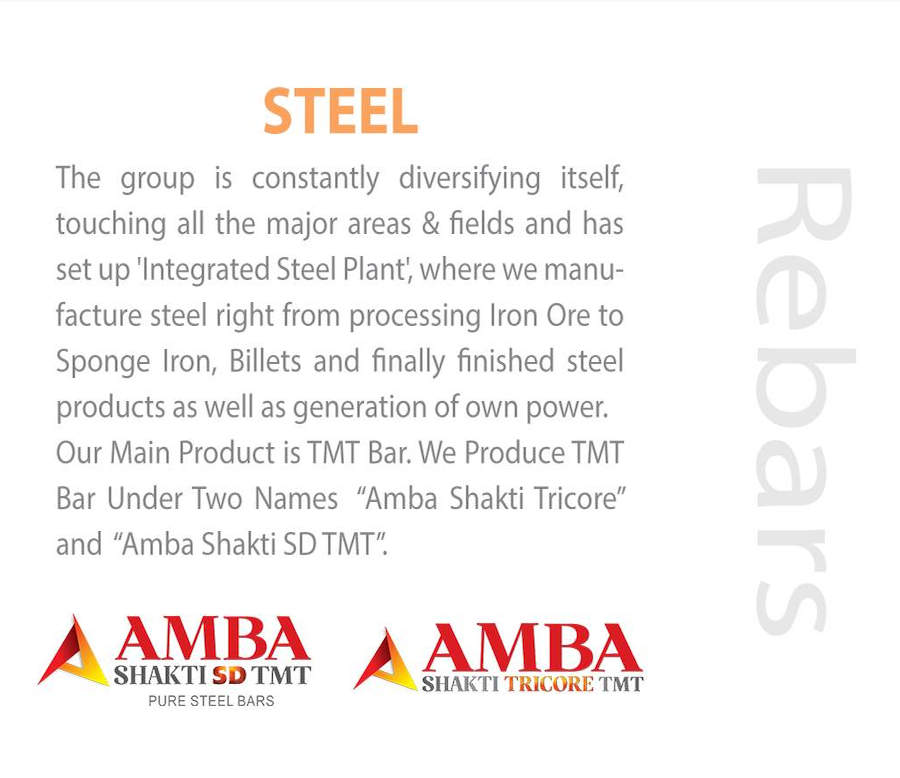 STEEL
The group is constantly diversifying itself,
touching all the major areas & fields and has
set up 'Integrated Steel Plant', where we manu-
facture steel right from processing Iron Ore to
Sponge Iron, Billets and finally finished steel
products as well as generation of own power.
Our Main Product is TMT Bar. We Produce TMT
Bar Under Two Names “Amba Shakti Tricore”
and “Amba Shakti SD TMT”.
Rebars
AMBA
SHAKTI SD TMT
PURE STEEL BARS
AMBA
SHAKTI TRICORE TMT